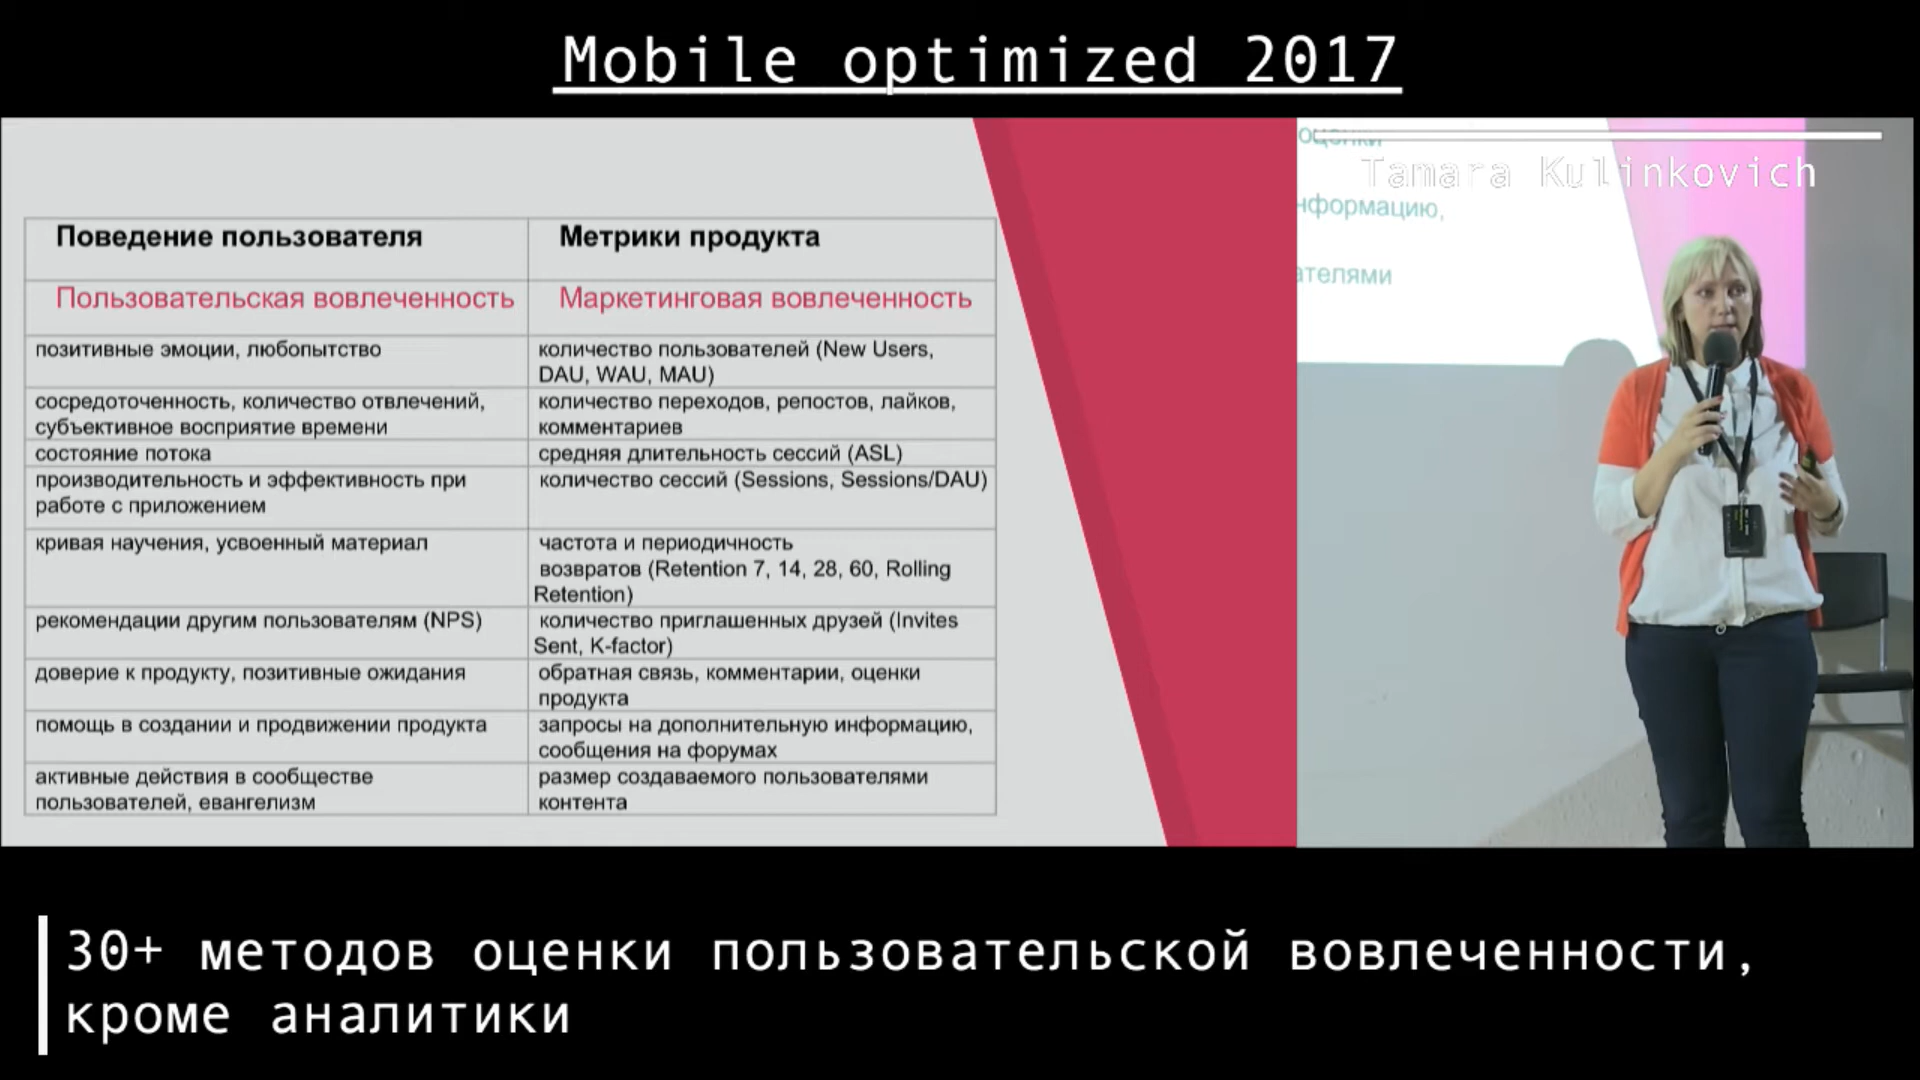 Mobile optimized 2017
Tamara Kulinkovich
Поведение пользователя
Метрики продукта
Пользовательская вовлеченность
Маркетинговая вовлеченность
позитивные эмоции, любопытство
количество пользователей (New Users,
DAU, WAU, MAU)
сосредоточенность, количество отвлечений,
субъективное восприятие времени
количество переходов, репостов, лайков,
комментариев
состояние потока
средняя длительность сессий (ASL)
производительность и эффективность при
работе с приложением
количество сессий (Sessions, Sessions/DAU)
кривая научения, усвоенный материал
частота и периодичность
возвратов (Retention 7, 14, 28, 60, Rolling
Retention)
рекомендации другим пользователям (NPS)
количество приглашенных друзей (Invites
Sent, K-factor)
доверие к продукту, позитивные ожидания
обратная связь, комментарии, оценки
продукта
помощь в создании и продвижении продукта
запросы на дополнительную информацию,
сообщения на форумах
активные действия в сообществе
пользователей, евангелизм
размер создаваемого пользователями
контента
оценки
нформацию,
ателями
30+ методов оценки пользовательской вовлеченности,
кроме аналитики